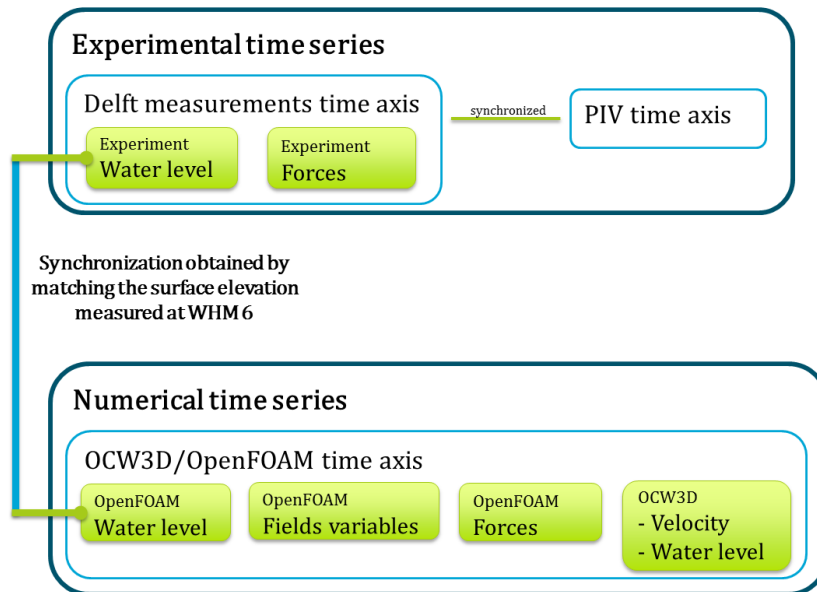 Experimental time series
Delft measurements time axis
synchronized
PIV time axis
Experiment
Water level
Experiment
Forces
Synchronization obtained by
matching the surface elevation
measured at WHM 6
Numerical time series
OCW3D/OpenFOAM time axis
OpenFOAM
Water level
OpenFOAM
Fields variables
OpenFOAM
Forces
OCW3D
- Velocity
- Water level